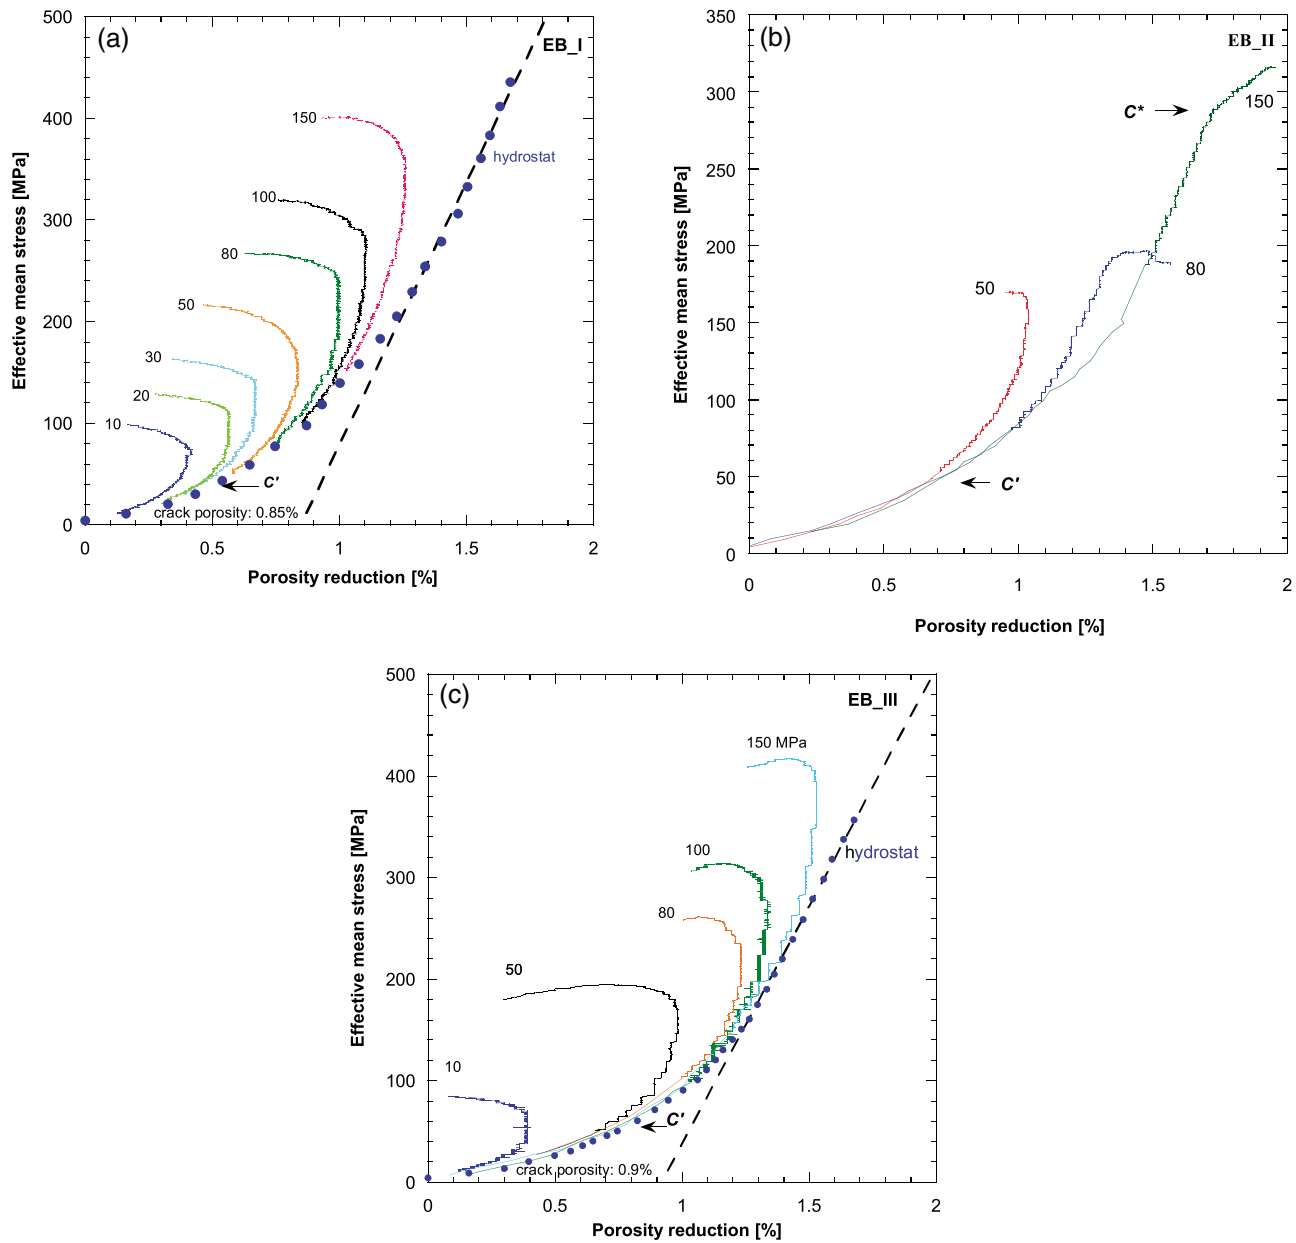 (a)
EB_I
500
400
300
200
100
0
Effective mean stress [MPa]
150
100
80
50
30
20
10
hydrostat
C'
crack porosity: 0.85%
0 0.5 1 1.5 2
Porosity reduction [%]
(b)
EB_II
350
300
250
200
150
100
50
0
Effective mean stress [MPa]
C*
150
80
50
C'
0 0.5 1 1.5 2
Porosity reduction [%]
(c)
EB_III
500
400
300
200
100
0
Effective mean stress [MPa]
150 MPa
100
80
50
10
hydrostat
C'
crack porosity: 0.9%
0 0.5 1 1.5 2
Porosity reduction [%]